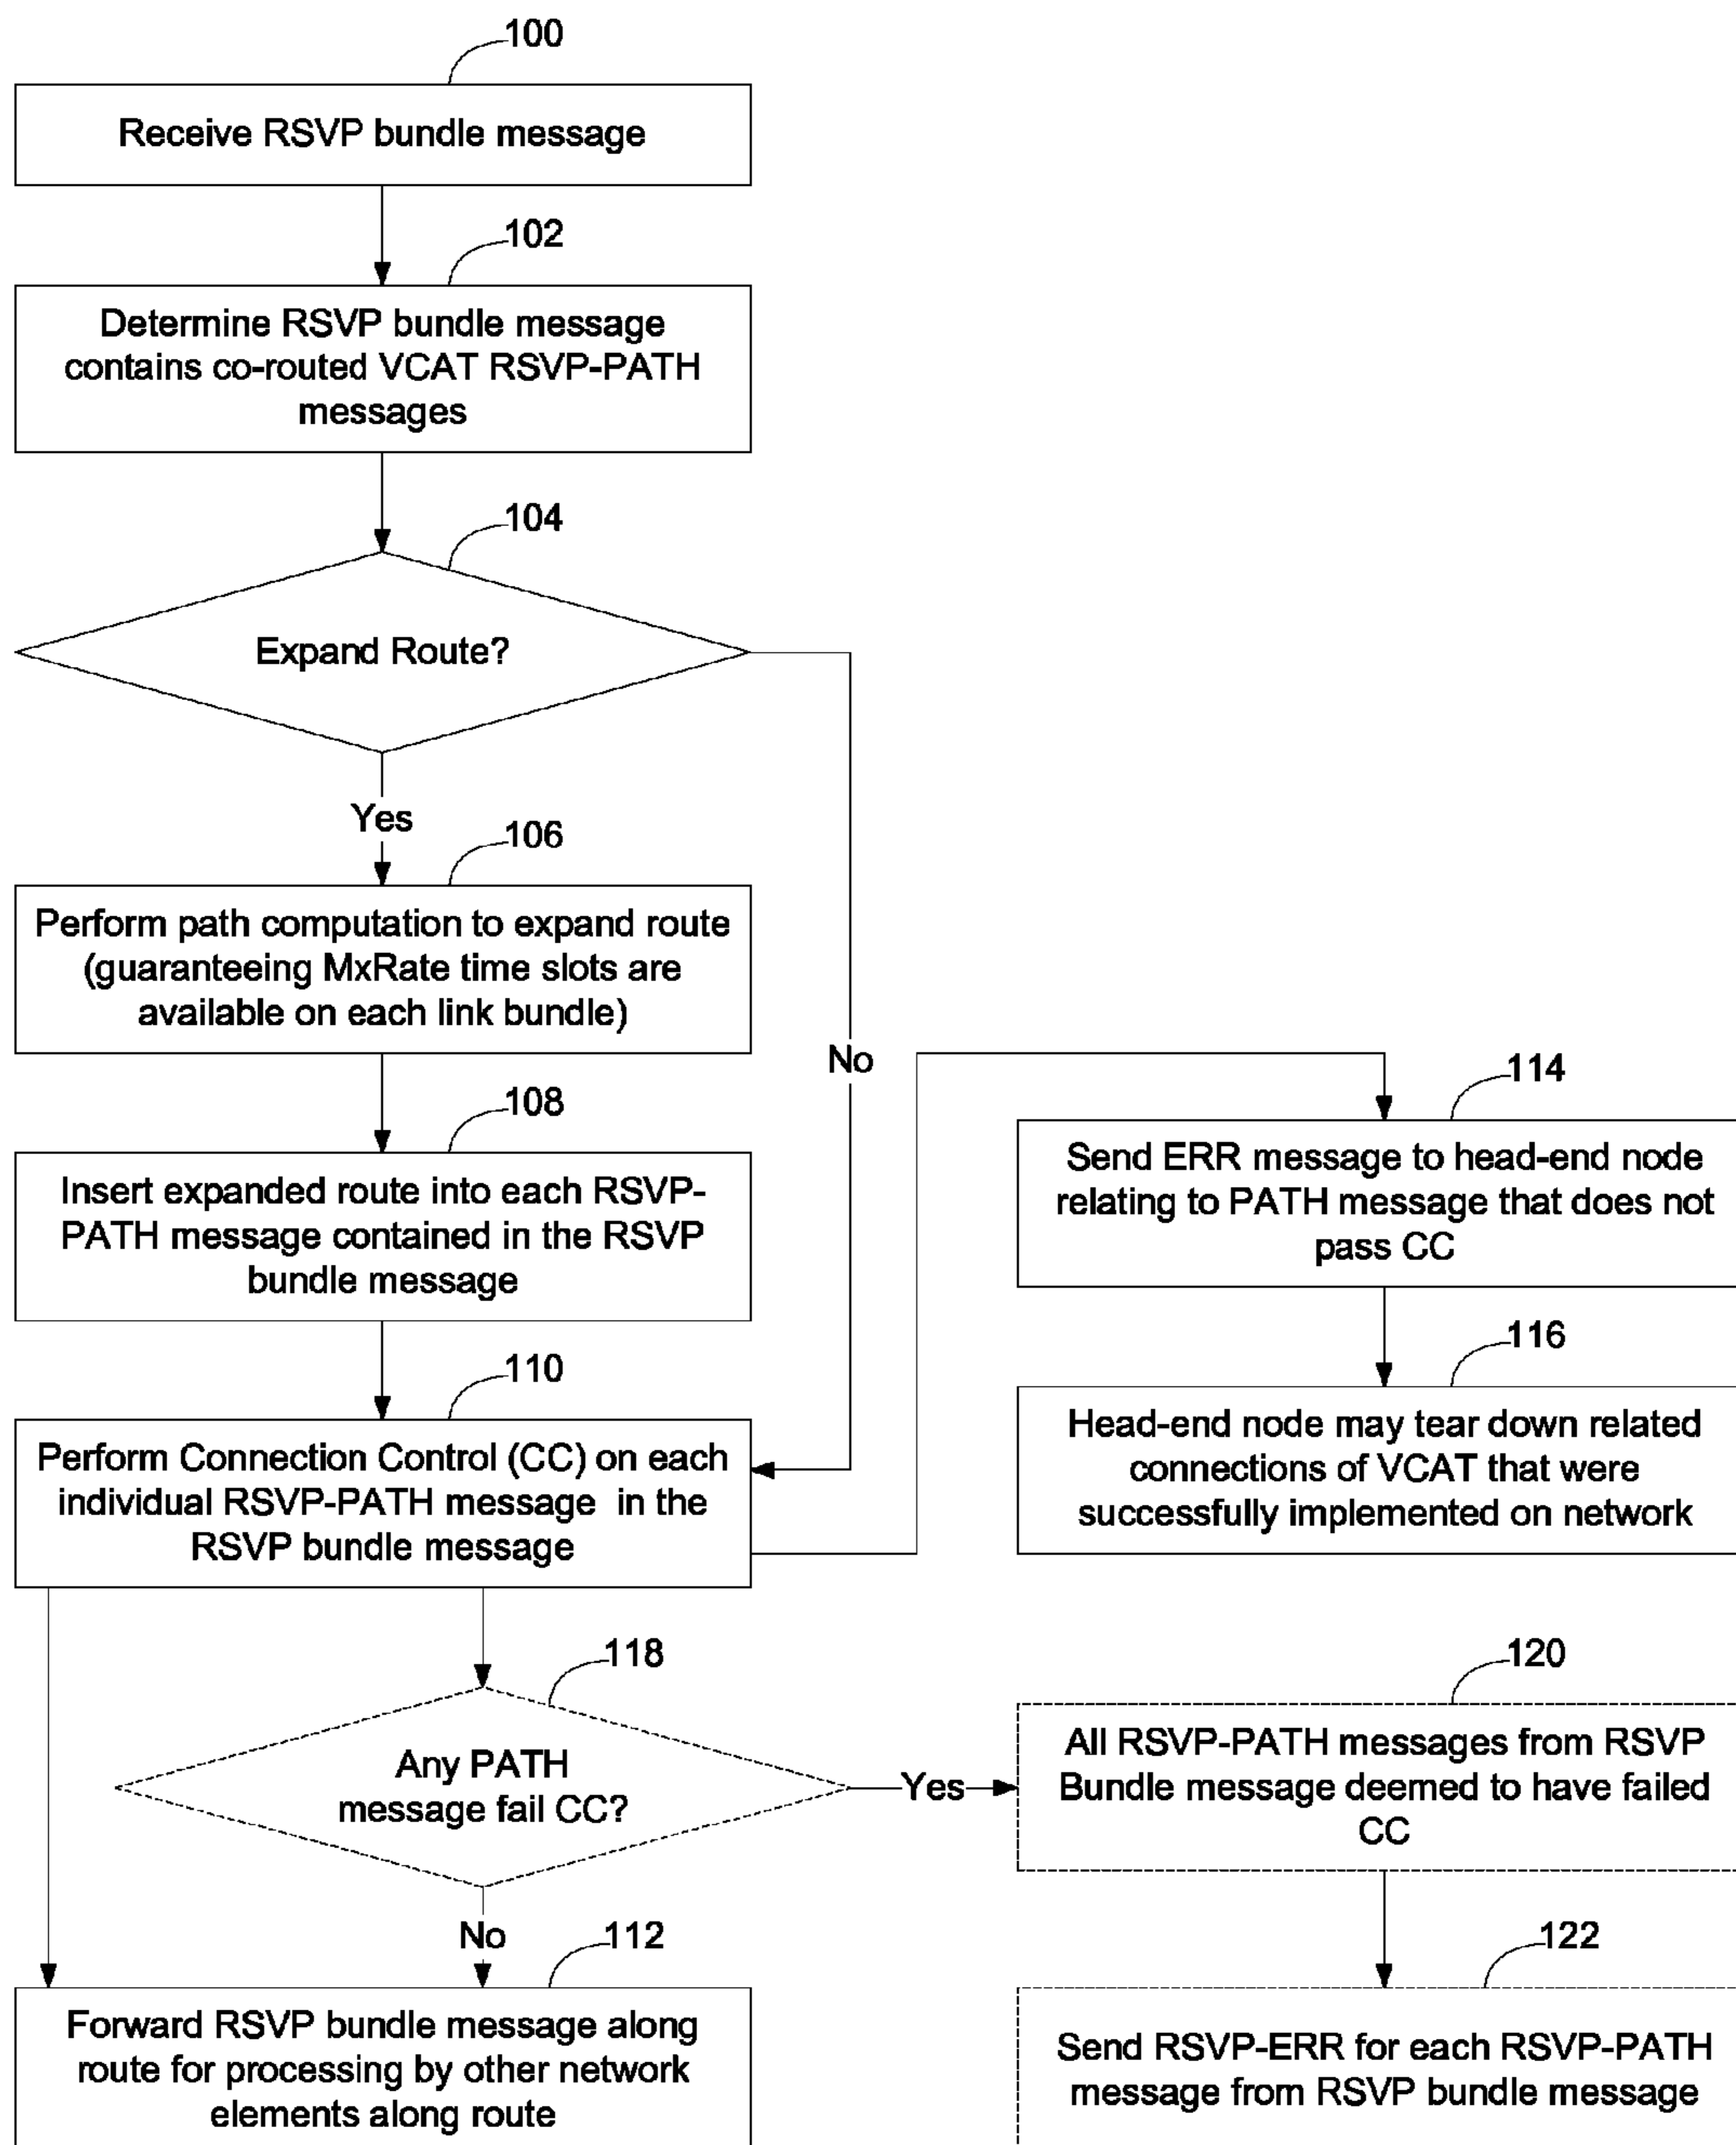 100
Receive RSVP bundle message
102
Determine RSVP bundle message
contains co-routed VCAT RSVP-PATH
messages
104
Expand Route?
Yes
106
Perform path computation to expand route
(guaranteeing MxRate time slots are
available on each link bundle)
No
108
Insert expanded route into each RSVP-
PATH message contained in the RSVP
bundle message
110
Perform Connection Control (CC) on each
individual RSVP-PATH message in the
RSVP bundle message
114
Send ERR message to head-end node
relating to PATH message that does not
pass CC
116
Head-end node may tear down related
connections of VCAT that were
successfully implemented on network
118
Any PATH
message fail CC?
Yes
120
All RSVP-PATH messages from RSVP
Bundle message deemed to have failed
CC
No
112
Forward RSVP bundle message along
route for processing by other network
elements along route
122
Send RSVP-ERR for each RSVP-PATH
message from RSVP bundle message